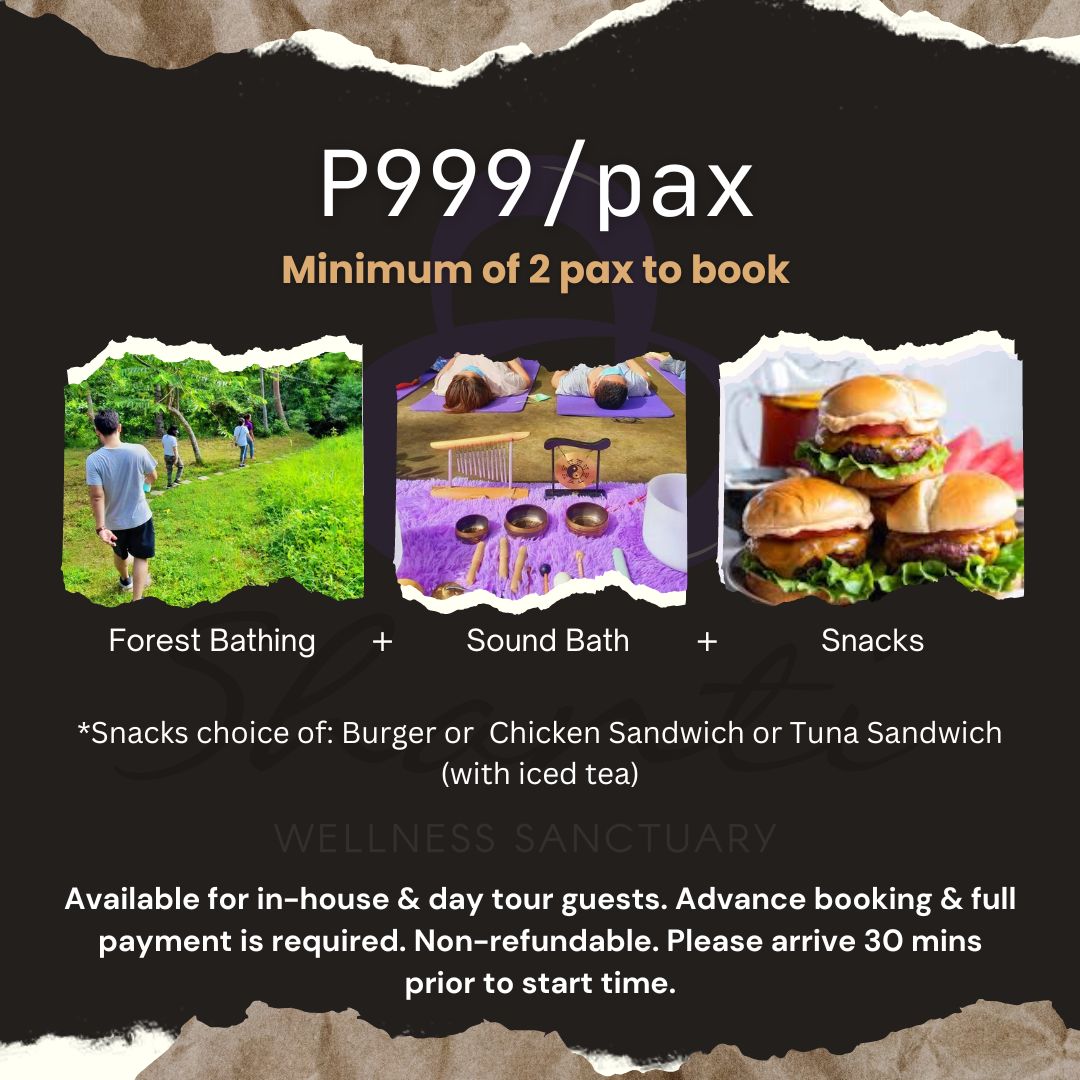 P999/pax
Minimum of 2 pax to book
Forest Bathing + Sound Bath + Snacks
*Snacks choice of: Burger or Chicken Sandwich or Tuna Sandwich
(with iced tea)
Shanti
WELLNESS SANCTUARY
Available for in-house & day tour guests. Advance booking & full
payment is required. Non-refundable. Please arrive 30 mins
prior to start time.